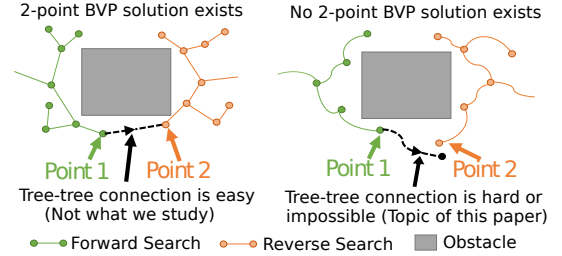 2-point BVP solution exists
No 2-point BVP solution exists
Point 1
Point 2
Point 1
Point 2
Tree-tree connection is easy
(Not what we study)
Tree-tree connection is hard or
impossible (Topic of this paper)
Forward Search
Reverse Search
Obstacle